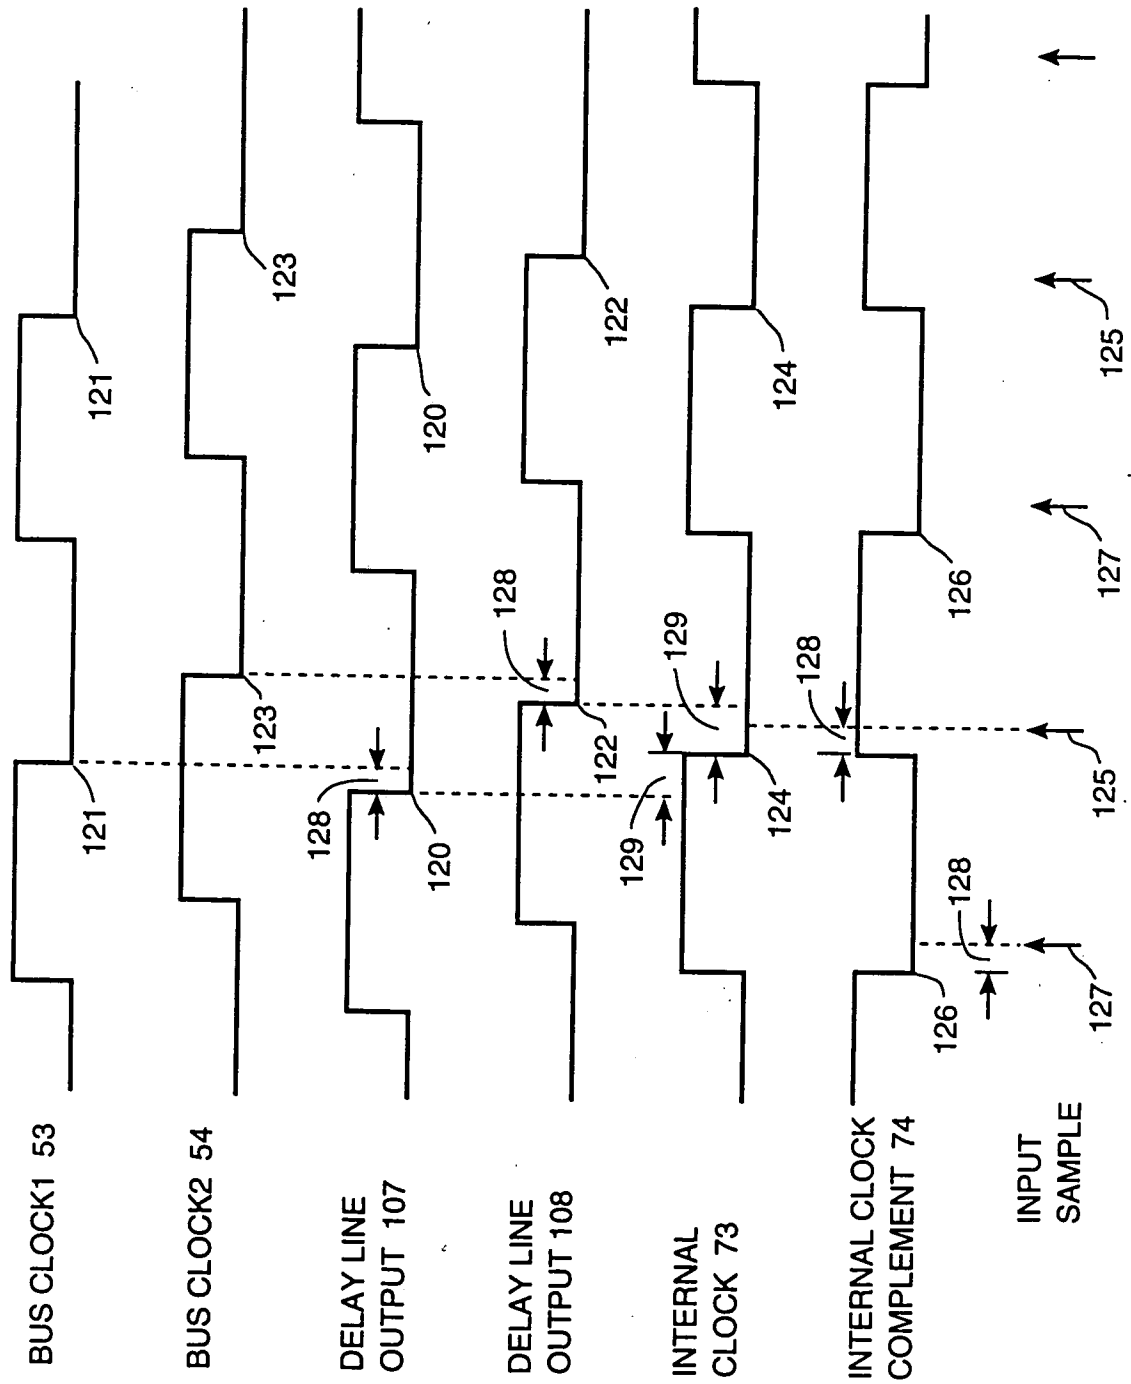 BUS CLOCK1 53
121
121
BUS CLOCK2 54
123
123
DELAY LINE
OUTPUT 107
128
120
120
DELAY LINE
OUTPUT 108
128
122
122
INTERNAL
CLOCK 73
129
129
124
124
INTERNAL CLOCK
COMPLEMENT 74
128
126
128
126
INPUT
SAMPLE
127
125
127
125